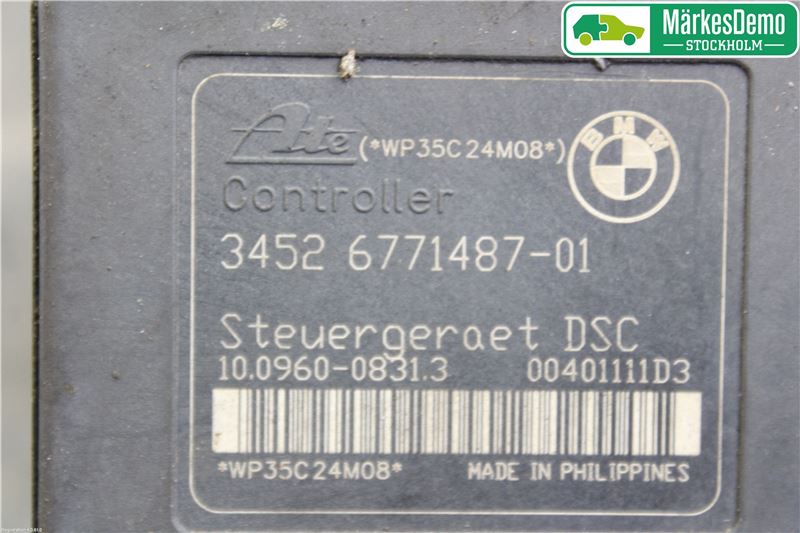 MärkesDemo
STOCKHOLM
Ate (*WP35C24M08*)
BMW
Controller
3452 6771487-01
Steuergeraet DSC
10.0960-0831.3 00401111D3
*WP35C24M08* MADE IN PHILIPPINES